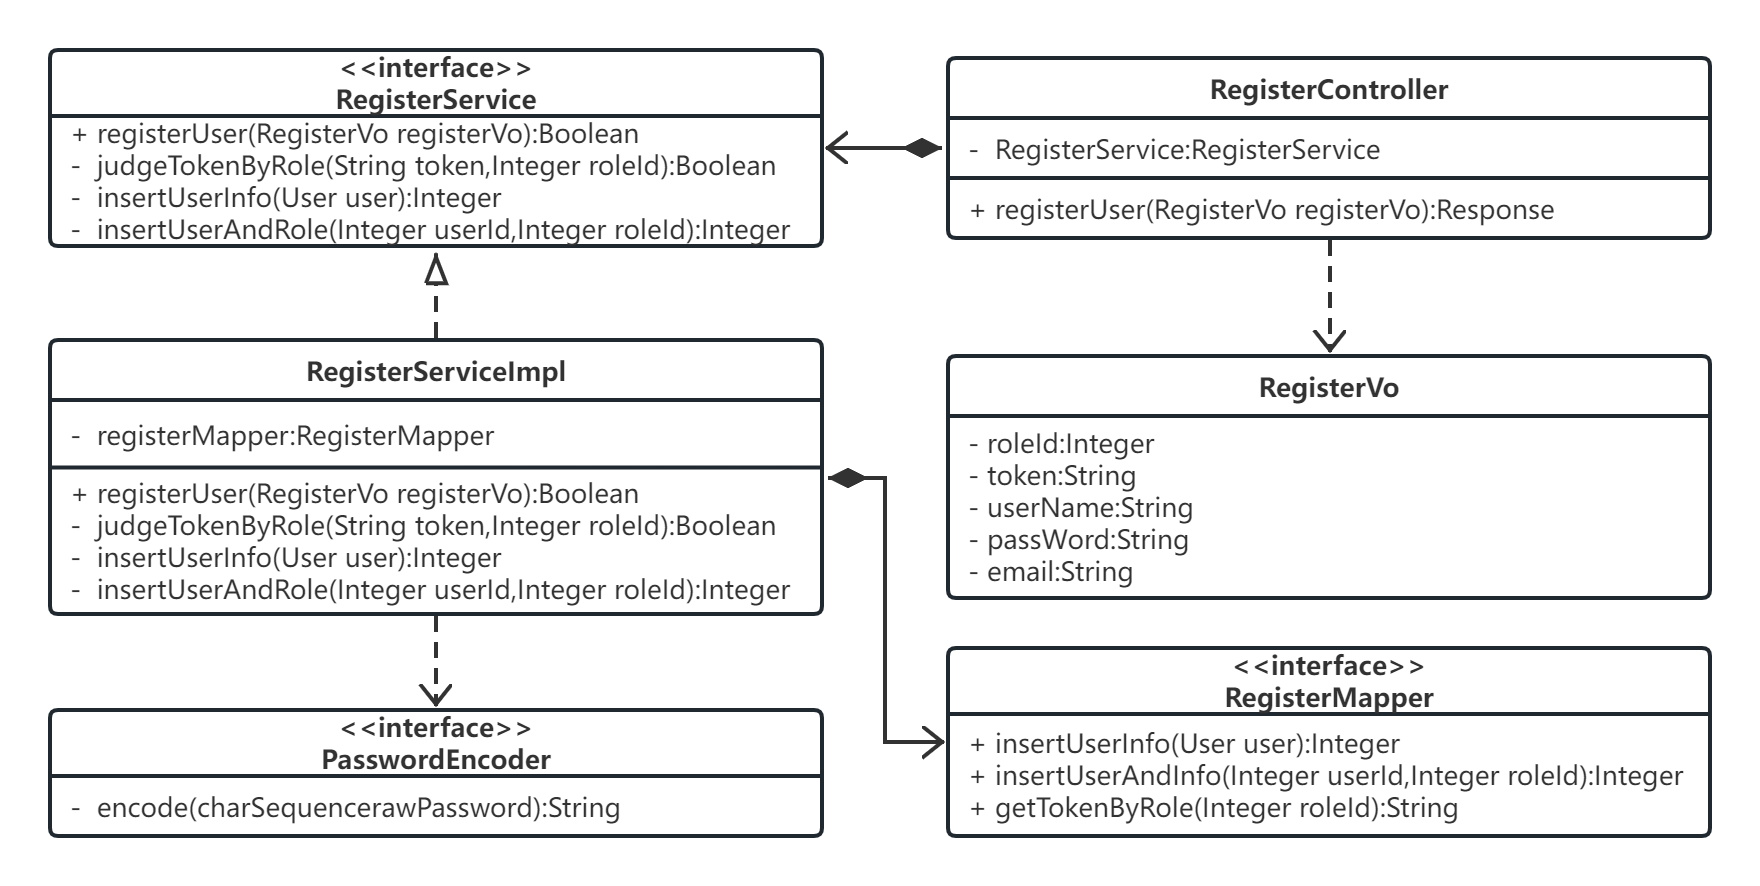 <<interface>>
RegisterService
+ registerUser(RegisterVo registerVo):Boolean
- judgeTokenByRole(String token,Integer roleId):Boolean
- insertUserInfo(User user):Integer
- insertUserAndRole(Integer userId,Integer roleId):Integer
RegisterController
- RegisterService:RegisterService
+ registerUser(RegisterVo registerVo):Response
RegisterServiceImpl
- registerMapper:RegisterMapper
+ registerUser(RegisterVo registerVo):Boolean
- judgeTokenByRole(String token,Integer roleId):Boolean
- insertUserInfo(User user):Integer
- insertUserAndRole(Integer userId,Integer roleId):Integer
RegisterVo
- roleId:Integer
- token:String
- userName:String
- passWord:String
- email:String
<<interface>>
PasswordEncoder
- encode(charSequencerawPassword):String
<<interface>>
RegisterMapper
+ insertUserInfo(User user):Integer
+ insertUserAndInfo(Integer userId,Integer roleId):Integer
+ getTokenByRole(Integer roleId):String